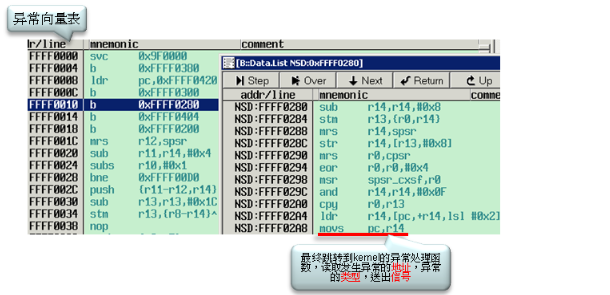 异常向量表
lr/line mnemonic comment
FFFF0000 svc 0x9F0000
FFFF0004 b 0xFFFF0380
FFFF0008 ldr pc,0xFFFF0420
FFFF000C b 0xFFFF0300
FFFF0010 b 0xFFFF0280
FFFF0014 b 0xFFFF0404
FFFF0018 b 0xFFFF0200
FFFF001C mrs r12,spsr
FFFF0020 sub r11,r14,#0x4
FFFF0024 subs r10,#0x1
FFFF0028 bne 0xFFFF00D0
FFFF002C push {r11-r12,r14}
FFFF0030 sub r13,r13,#0x1C
FFFF0034 stm r13,{r8-r14}^
FFFF0038 nop
[B::Data.List NSD:0xFFFF0280]
Step Over Next Return Up
addr/line mnemonic comme
NSD:FFFF0280 sub r14,r14,#0x8
NSD:FFFF0284 stm r13,{r0,r14}
NSD:FFFF0288 mrs r14,spsr
NSD:FFFF028C str r14,[r13,#0x8]
NSD:FFFF0290 mrs r0,cpsr
NSD:FFFF0294 eor r0,r0,#0x4
NSD:FFFF0298 msr spsr_cxsf,r0
NSD:FFFF029C and r14,r14,#0x0F
NSD:FFFF02A0 cpy r0,r13
NSD:FFFF02A4 ldr r14,[pc,+r14,lsl #0x2]
NSD:FFFF02A8 movs pc,r14
最终跳转到kernel的异常处理函
数，读取发生异常的地址，异常
的类型，送出信号